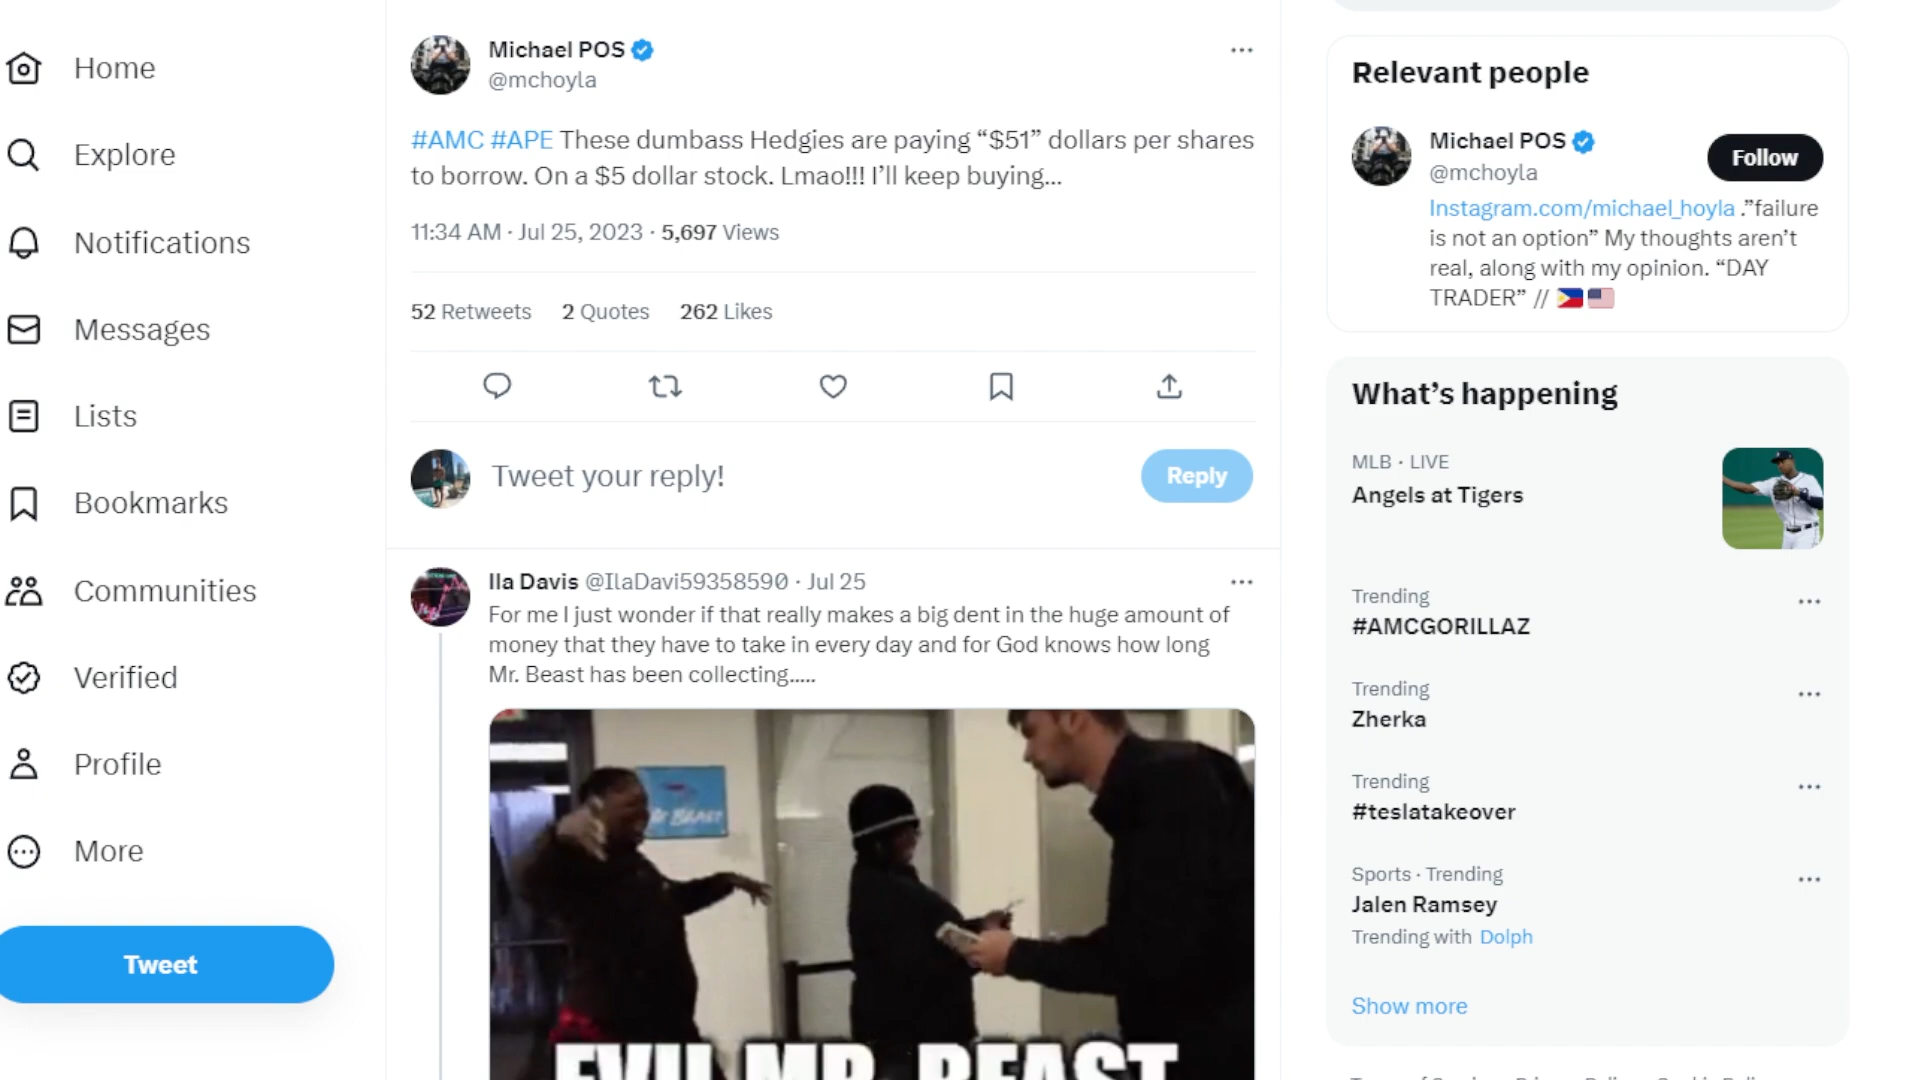 Home
Explore
Notifications
Messages
Lists
Bookmarks
Communities
Verified
Profile
More
Tweet
Michael POS
@mchoyla
#AMC #APE These dumbass Hedgies are paying “$51” dollars per shares
to borrow. On a $5 dollar stock. Lmao!!! I’ll keep buying...
11:34 AM · Jul 25, 2023 · 5,697 Views
52 Retweets 2 Quotes 262 Likes
Tweet your reply!
Reply
Ila Davis @IlaDavi59358590 · Jul 25
For me I just wonder if that really makes a big dent in the huge amount of
money that they have to take in every day and for God knows how long
Mr. Beast has been collecting.....
BEAST
EVIL MR. BEAST
Relevant people
Michael POS
@mchoyla
Follow
Instagram.com/michael_hoyla .”failure
is not an option” My thoughts aren’t
real, along with my opinion. “DAY
TRADER” //
What’s happening
MLB · LIVE
Angels at Tigers
Trending
#AMCGORILLAZ
Trending
Zherka
Trending
#teslatakeover
Sports · Trending
Jalen Ramsey
Trending with Dolph
Show more